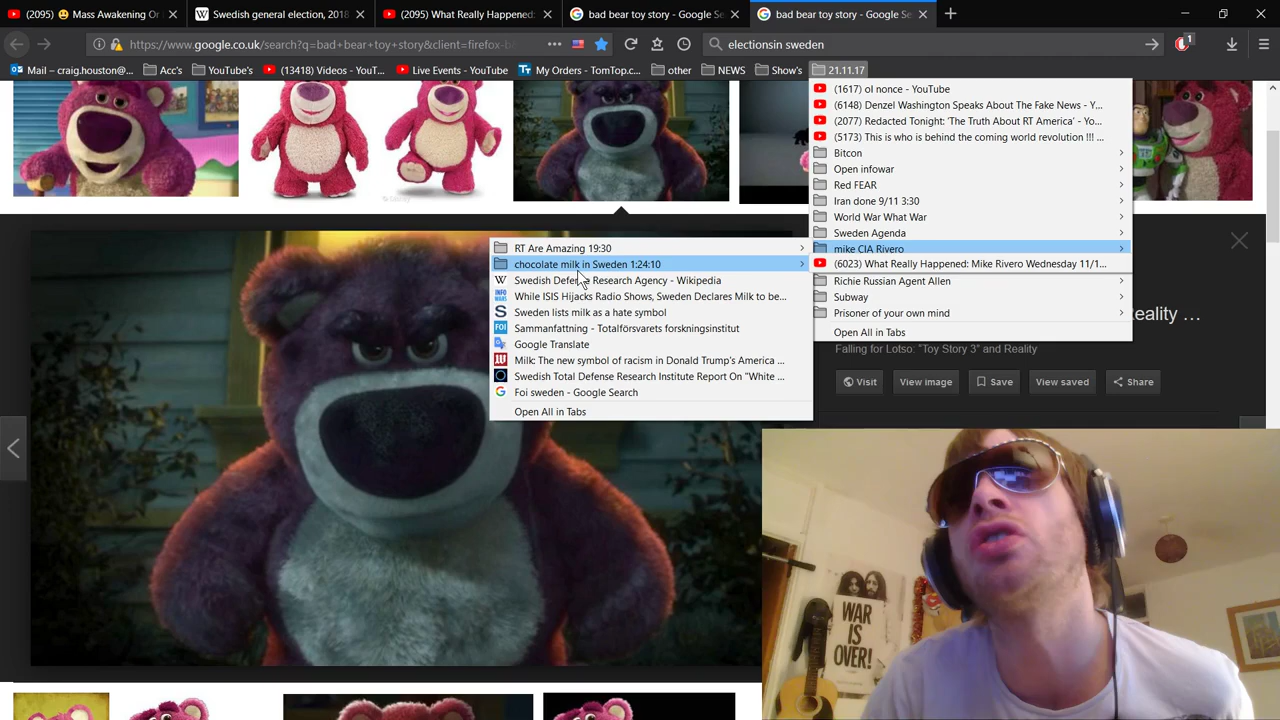 (2095) 😃 Mass Awakening Or
Swedish general election, 2018
(2095) What Really Happened:
bad bear toy story - Google Se
bad bear toy story - Google Se
https://www.google.co.uk/search?q=bad+bear+toy+story&client=firefox-b
electionsin sweden
1
Mail – craig.houston@...
Acc's
YouTube's
(13418) Videos - YouT...
Live Events - YouTube
My Orders - TomTop.c...
other
NEWS
Show's
21.11.17
(1617) ol nonce - YouTube
(6148) Denzel Washington Speaks About The Fake News - Y...
(2077) Redacted Tonight: 'The Truth About RT America' - Yo...
(5173) This is who is behind the coming world revolution !!! ...
Bitcon
Open infowar
Red FEAR
Iran done 9/11 3:30
World War What War
Sweden Agenda
mike CIA Rivero
(6023) What Really Happened: Mike Rivero Wednesday 11/1...
Richie Russian Agent Allen
Subway
Prisoner of your own mind
Open All in Tabs
RT Are Amazing 19:30
chocolate milk in Sweden 1:24:10
Swedish Defence Research Agency - Wikipedia
While ISIS Hijacks Radio Shows, Sweden Declares Milk to be...
Sweden lists milk as a hate symbol
Sammanfattning - Totalförsvarets forskningsinstitut
Google Translate
Milk: The new symbol of racism in Donald Trump's America ...
Swedish Total Defense Research Institute Report On "White ...
Foi sweden - Google Search
Open All in Tabs
eality ...
Falling for Lotso: "Toy Story 3" and Reality
Visit
View image
Save
View saved
Share
WAR
IS
OVER!